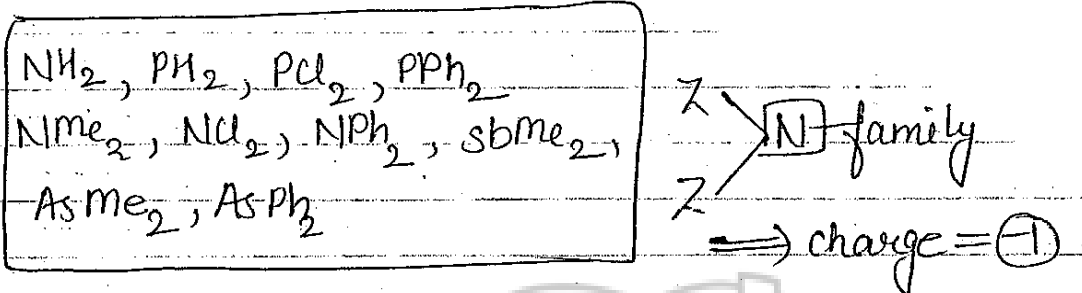 NH₂, PH₂, PCl₂, PPh₂
NMe₂, NCl₂, NPh₂, SbMe₂,
AsMe₂, AsPh₂
Z
Z
N-family
⇒ charge = -1